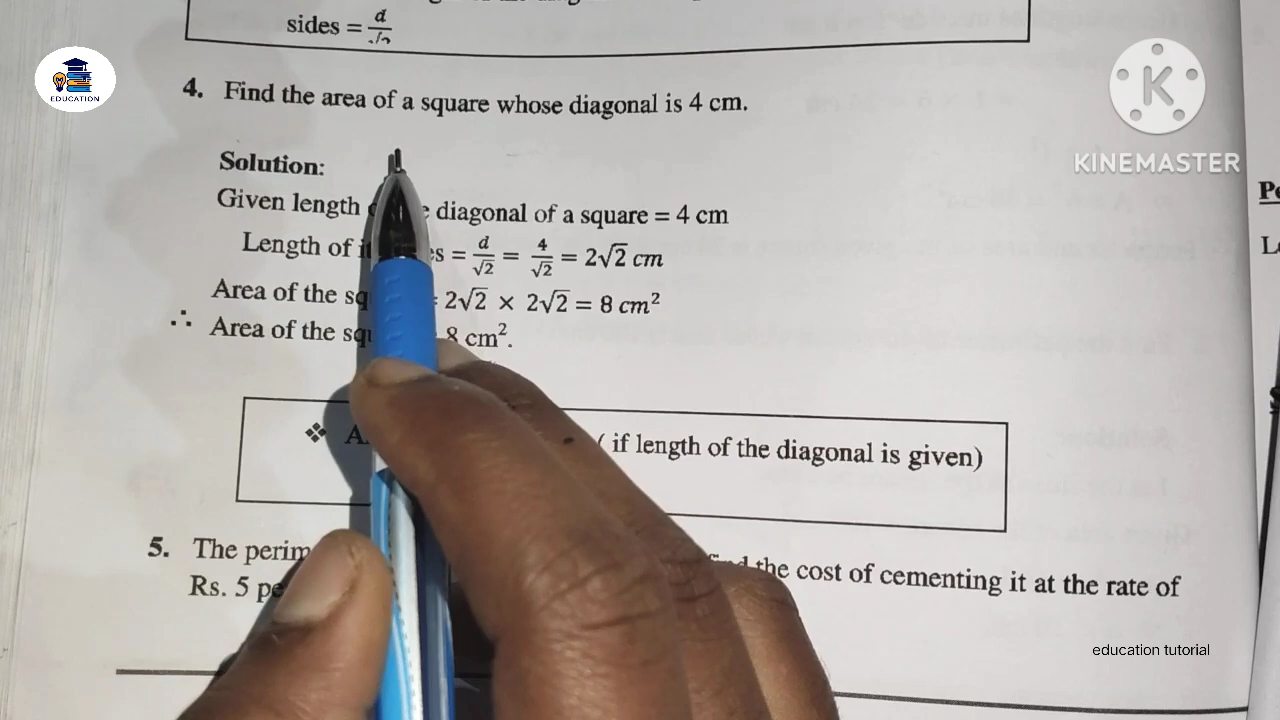 sides = d/√2
EDUCATION
4. Find the area of a square whose diagonal is 4 cm.
K
KINEMASTER
Solution:
Given length diagonal of a square = 4 cm
Length of = d/√2 = 4/√2 = 2√2 cm
Area of the 2√2 × 2√2 = 8 cm²
∴ Area of the 8 cm².
❖ ( if length of the diagonal is given)
5. The the cost of cementing it at the rate of
Rs. 5
education tutorial